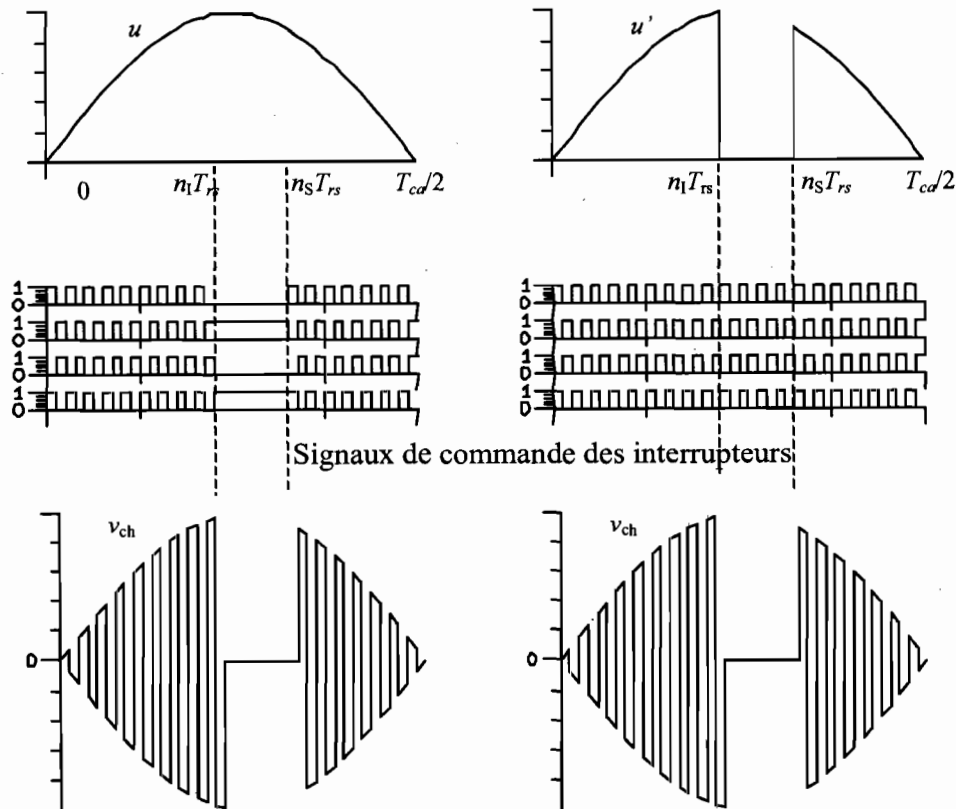 u u'
0 n_I T_rs n_S T_rs T_ca/2 n_I T_rs n_S T_rs T_ca/2
1 1
0 0
1 1
0 0
1 1
0 0
1 1
0 0
Signaux de commande des interrupteurs
v_ch v_ch
0 0